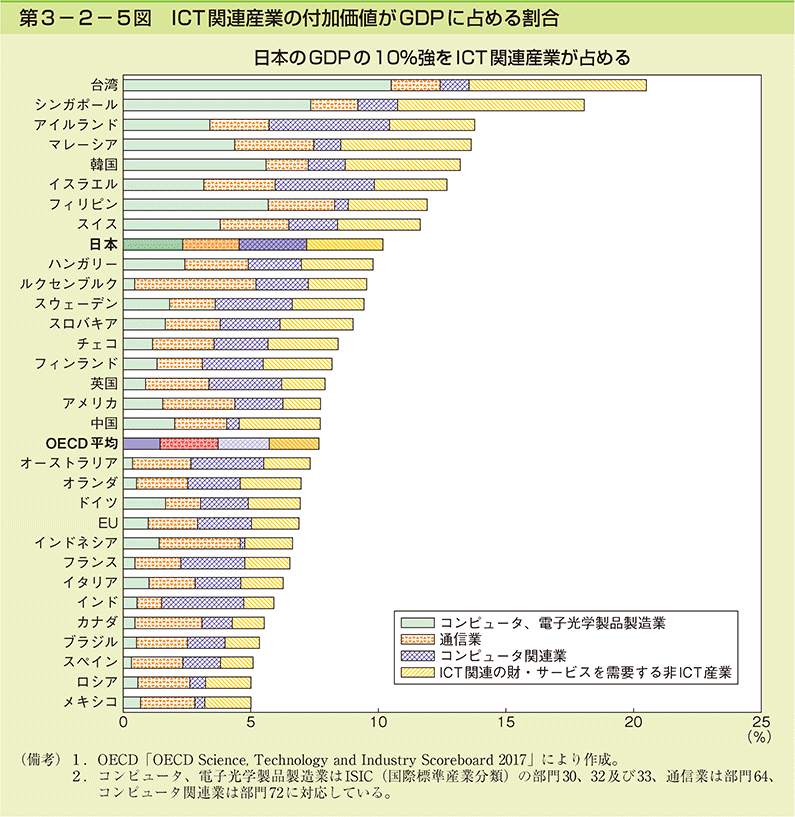 第3-2-5図　ICT関連産業の付加価値がGDPに占める割合
日本のGDPの10%強をICT関連産業が占める
台湾
シンガポール
アイルランド
マレーシア
韓国
イスラエル
フィリピン
スイス
日本
ハンガリー
ルクセンブルク
スウェーデン
スロバキア
チェコ
フィンランド
英国
アメリカ
中国
OECD平均
オーストラリア
オランダ
ドイツ
EU
インドネシア
フランス
イタリア
インド
カナダ
ブラジル
スペイン
ロシア
メキシコ
コンピュータ、電子光学製品製造業
通信業
コンピュータ関連業
ICT関連の財・サービスを需要する非ICT産業
0 5 10 15 20 25
(%)
（備考）１．OECD「OECD Science, Technology and Industry Scoreboard 2017」により作成。
２．コンピュータ、電子光学製品製造業はISIC（国際標準産業分類）の部門30、32及び33、通信業は部門64、
コンピュータ関連業は部門72に対応している。